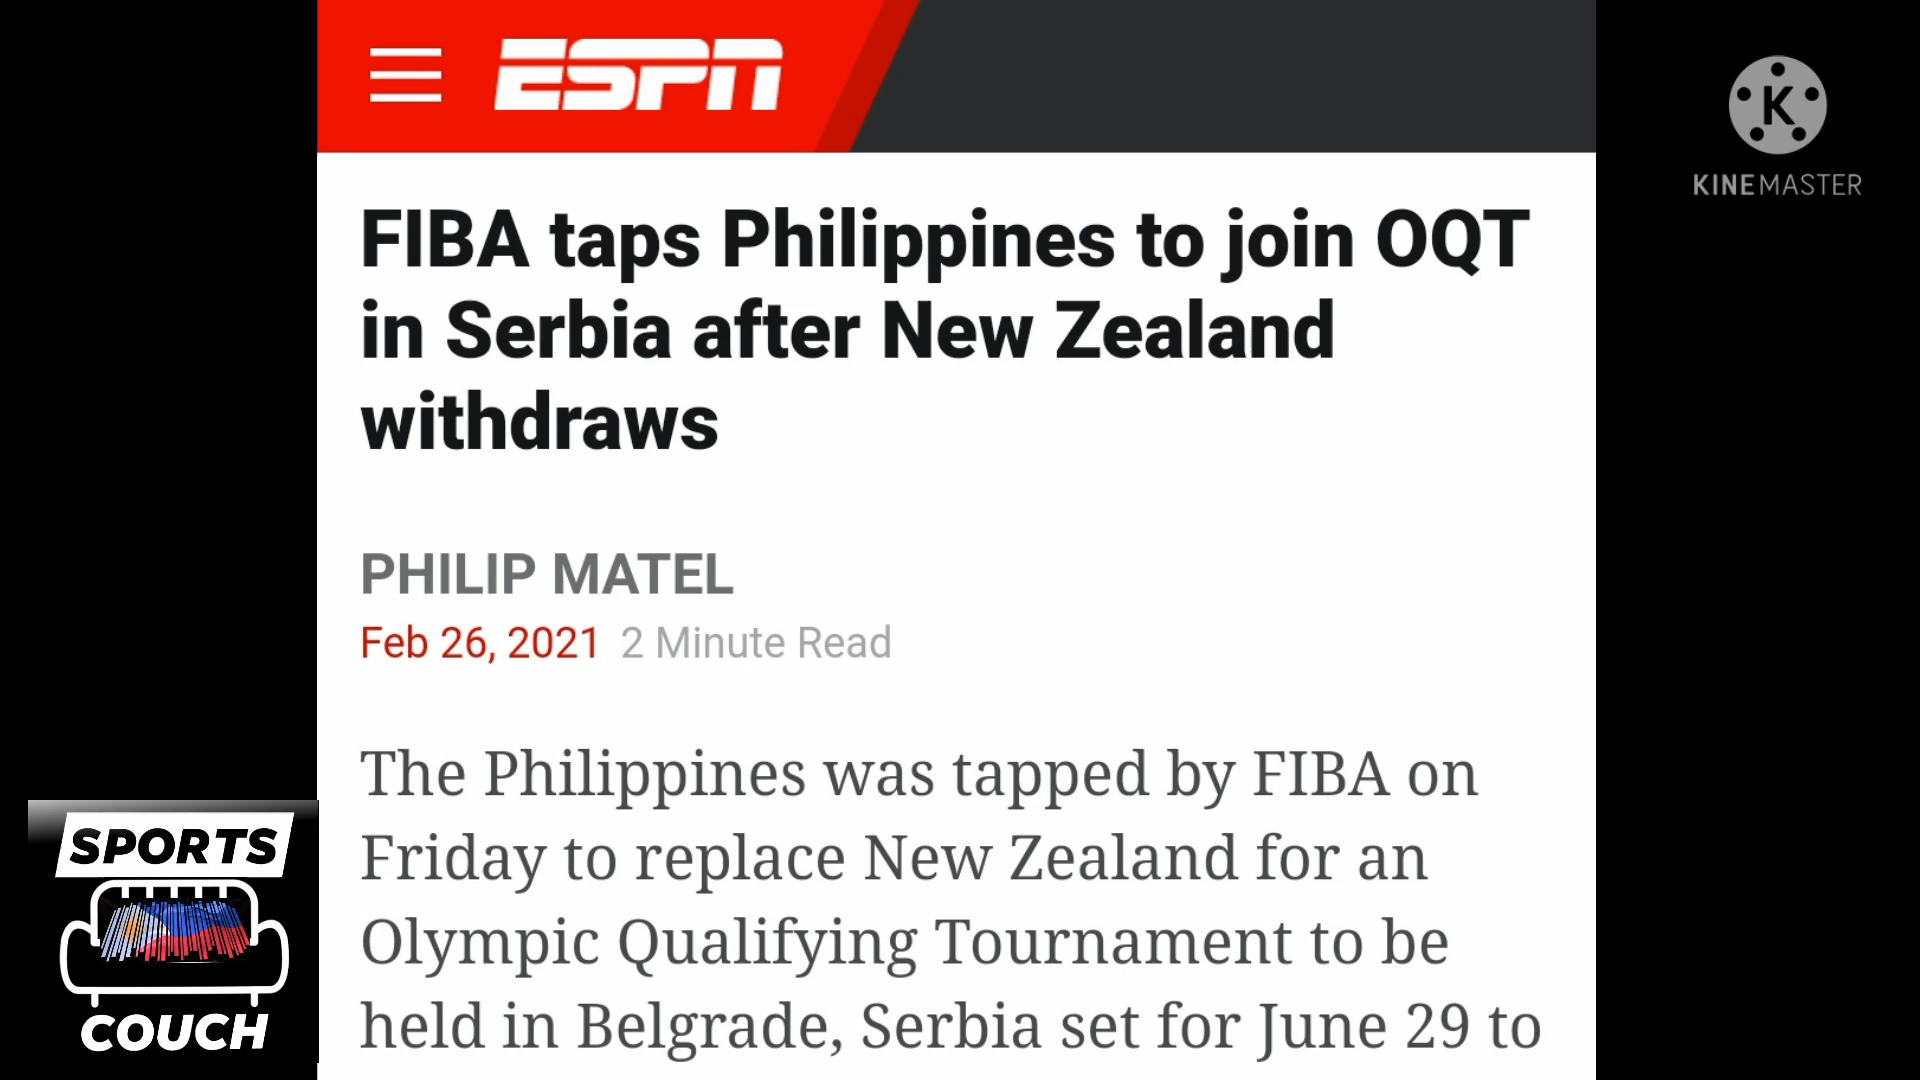 ESPN
K
KINEMASTER
FIBA taps Philippines to join OQT
in Serbia after New Zealand
withdraws
PHILIP MATEL
Feb 26, 2021 2 Minute Read
The Philippines was tapped by FIBA on
Friday to replace New Zealand for an
Olympic Qualifying Tournament to be
held in Belgrade, Serbia set for June 29 to
SPORTS
COUCH